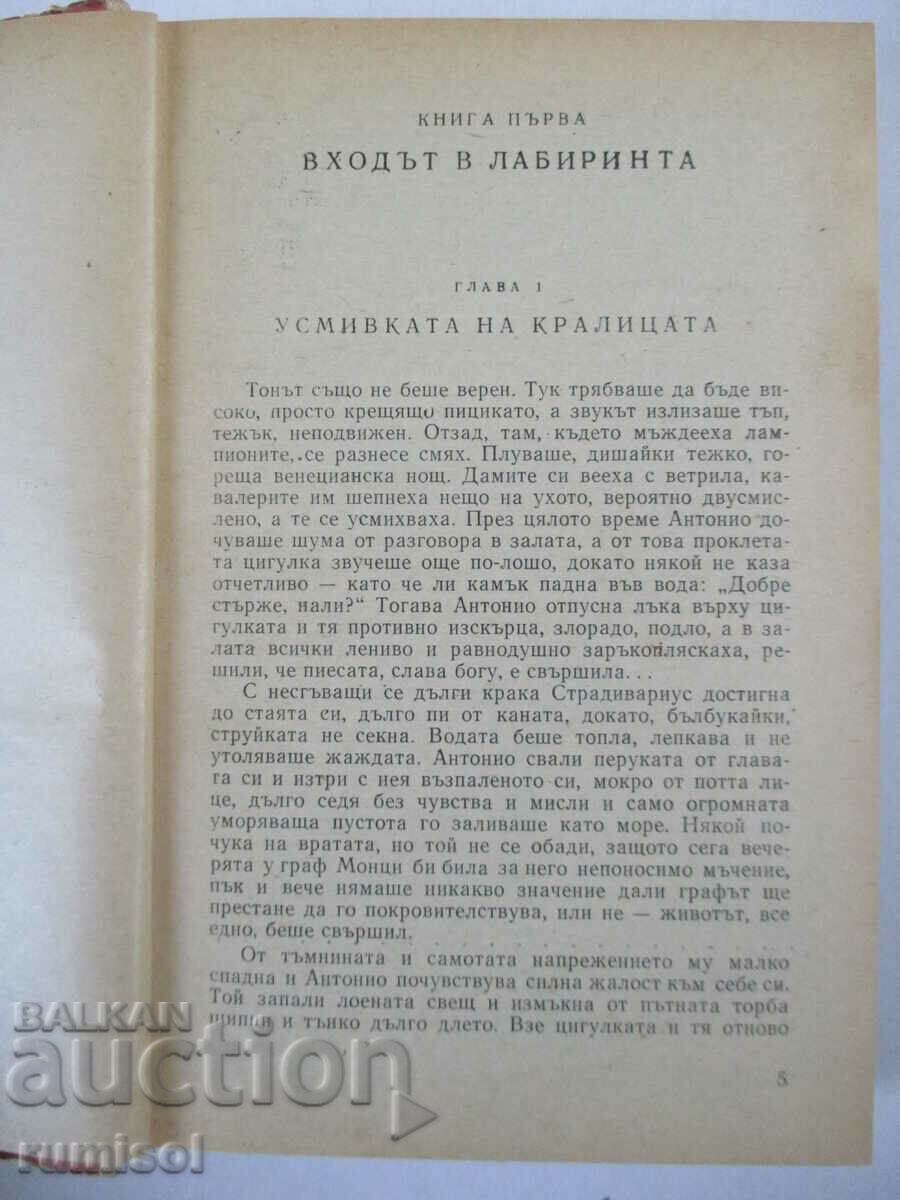 КНИГА ПЪРВА
ВХОДЪТ В ЛАБИРИНТА
ГЛАВА 1
УСМИВКАТА НА КРАЛИЦАТА
Тонът също не беше верен. Тук трябваше да бъде ви-
соко, просто крещящо пицикато, а звукът излизаше тъп,
тежък, неподвижен. Отзад, там, където мъждееха лам-
пионите, се разнесе смях. Плуваше, дишайки тежко, го-
реща венецианска нощ. Дамите си вееха с ветрила, ка-
валерите им шепнеха нещо на ухото, вероятно двусмис-
лено, а те се усмихваха. През цялото време Антонио до-
чуваше шума от разговора в залата, а от това проклета-
та цигулка звучеше още по-лошо, докато някой не каза
отчетливо — като че ли камък падна във вода: „Добре
стърже, нали?“ Тогава Антонио отпусна лъка върху ци-
гулката и тя противно изскърца, злорадо, подло, а в за-
лата всички лениво и равнодушно заръкопляскаха, ре-
шили, че пиесата, слава богу, е свършила...
С несгъващи се дълги крака Страдивариус достигна
до стаята си, дълго пи от каната, докато, бълбукайки,
струйката не секна. Водата беше топла, лепкава и не
утоляваше жаждата. Антонио свали перуката от глава-
та си и изтри с нея възпаленото си, мокро от потта ли-
це, дълго седя без чувства и мисли и само огромната
уморяваща пустота го заливаше като море. Някой по-
чука на вратата, но той не се обади, защото сега вече-
рята у граф Монци би била за него непоносимо мъчение,
пък и вече нямаше никакво значение дали графът ще
престане да го покровителствува, или не — животът, все
едно, беше свършил.
От тъмнината и самотата напрежението му малко
спадна и Антонио почувствува силна жалост към себе си.
Той запали лоената свещ и измъкна от пътната торба
щипци и тънко дълго длето. Взе цигулката и тя отново
5
BALKAN
auction
rumisol